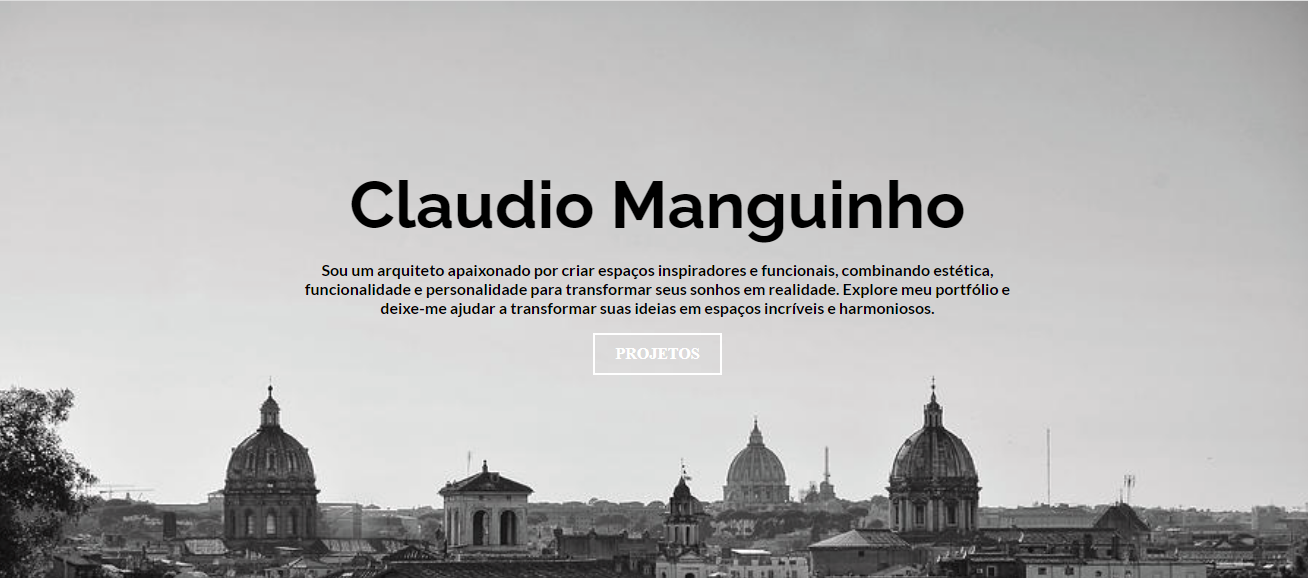 Claudio Manguinho
Sou um arquiteto apaixonado por criar espaços inspiradores e funcionais, combinando estética,
funcionalidade e personalidade para transformar seus sonhos em realidade. Explore meu portfólio e
deixe-me ajudar a transformar suas ideias em espaços incríveis e harmoniosos.
PROJETOS